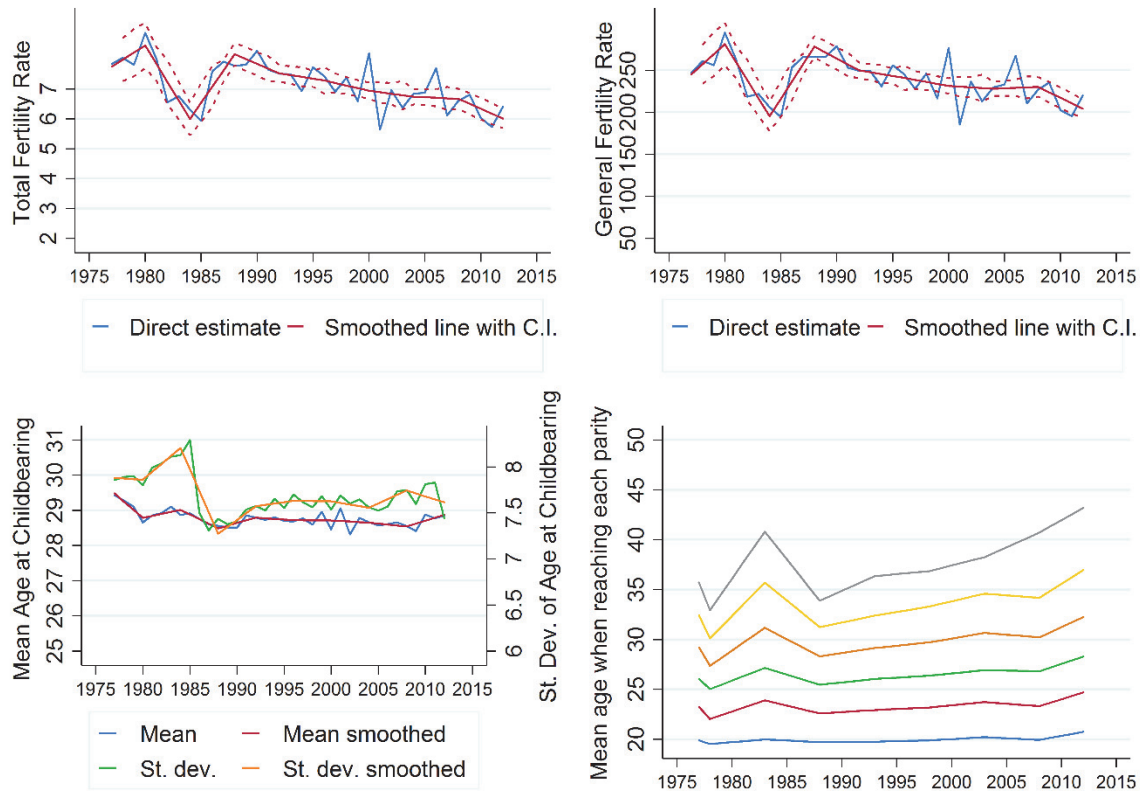 Total Fertility Rate
7
6
5
4
3
2
1975 1980 1985 1990 1995 2000 2005 2010 2015
Direct estimate Smoothed line with C.I.
General Fertility Rate
250
200
150
100
50
1975 1980 1985 1990 1995 2000 2005 2010 2015
Direct estimate Smoothed line with C.I.
Mean Age at Childbearing
31
30
29
28
27
26
25
St. Dev. of Age at Childbearing
8
7.5
7
6.5
6
1975 1980 1985 1990 1995 2000 2005 2010 2015
Mean Mean smoothed
St. dev. St. dev. smoothed
Mean age when reaching each parity
50
45
40
35
30
25
20
1975 1980 1985 1990 1995 2000 2005 2010 2015